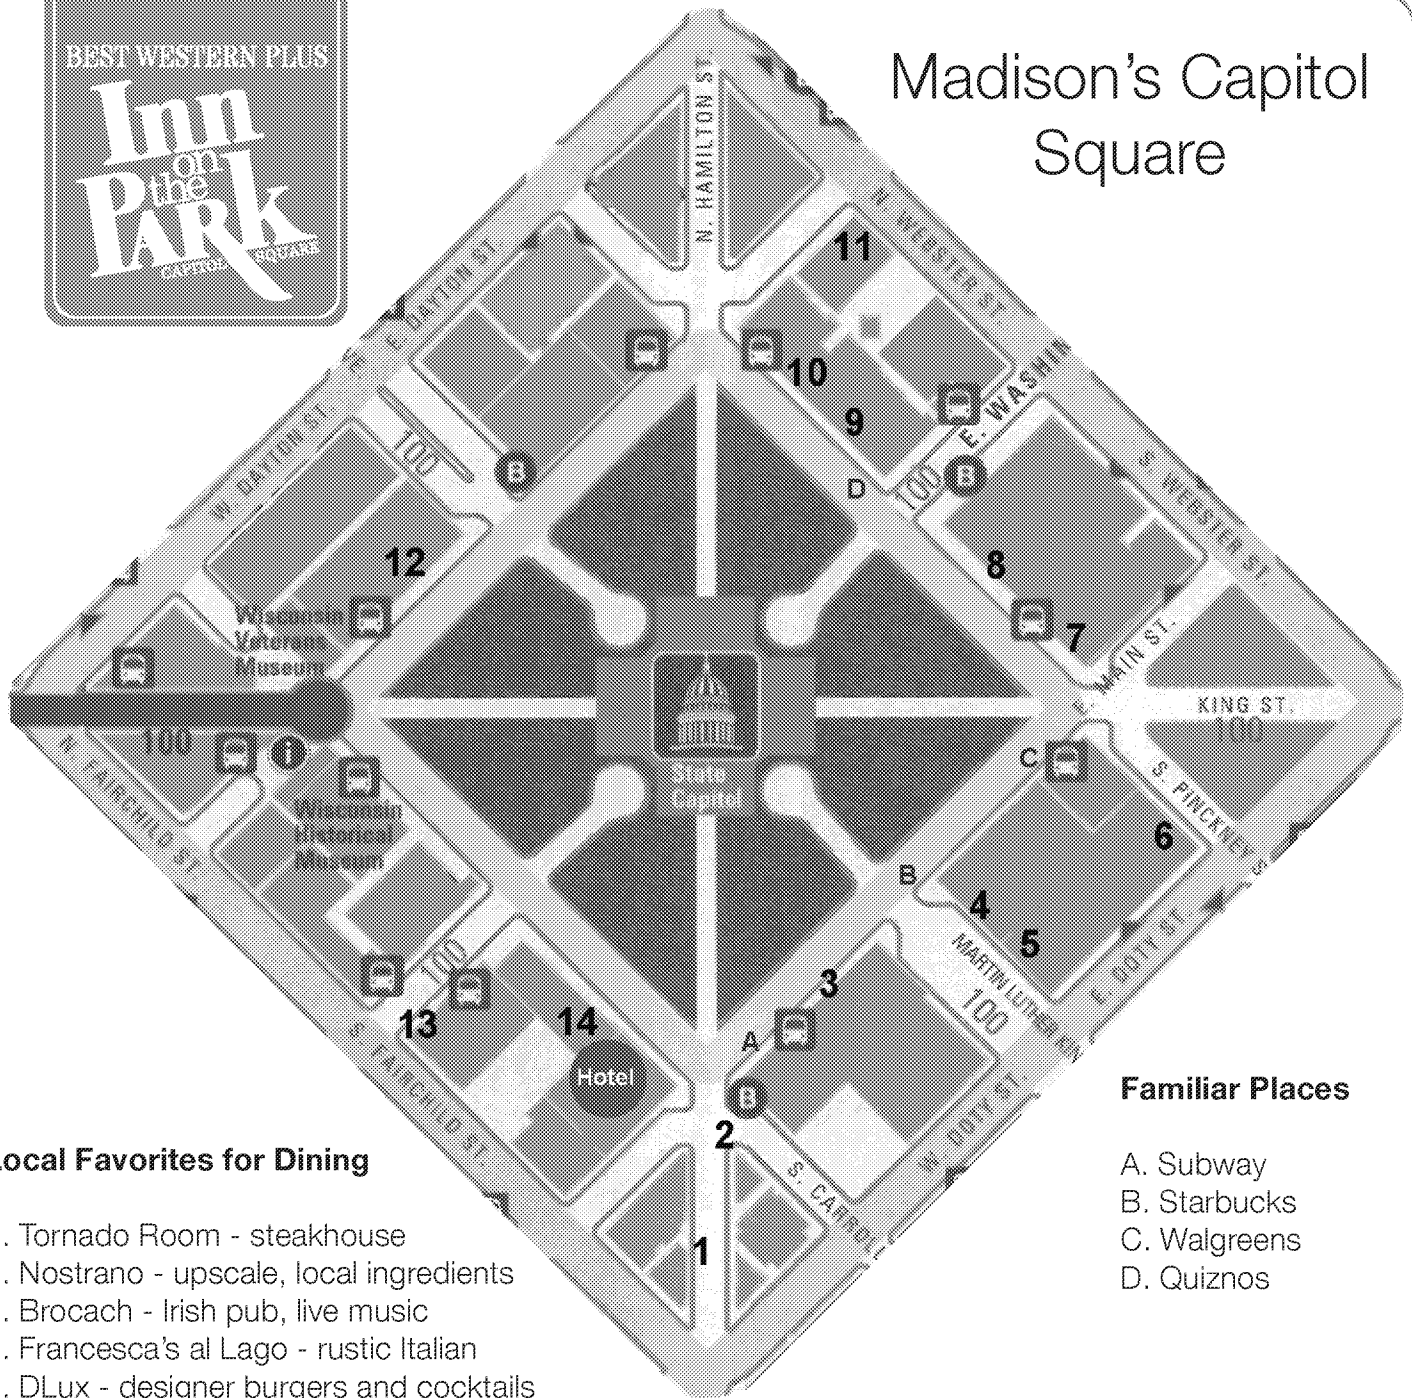 BEST WESTERN PLUS
Inn
on
the
PARK
CAPITOL SQUARE
Madison's Capitol
Square
N. HAMILTON ST
N. WEBSTER ST.
E. DAYTON ST
W. DAYTON ST
11
10
9
E. WASHIN
100
B
D
100
B
S. WEBSTER ST.
12
8
7
Wisconsin
Veterans
Museum
E. MAIN ST.
KING ST.
100
100
i
State
Capitol
C
S. PINCKNEY S
N. FAIRCHILD ST.
Wisconsin
Historical
Museum
6
B
4
5
MARTIN LUTHER KIN
100
E. DOTY ST.
100
13
14
3
A
Hotel
B
2
S. FAIRCHILD ST.
W. DOTY ST.
S. CARROLL
1
Familiar Places
A. Subway
B. Starbucks
C. Walgreens
D. Quiznos
ocal Favorites for Dining
. Tornado Room - steakhouse
. Nostrano - upscale, local ingredients
. Brocach - Irish pub, live music
. Francesca's al Lago - rustic Italian
. DLux - designer burgers and cocktails